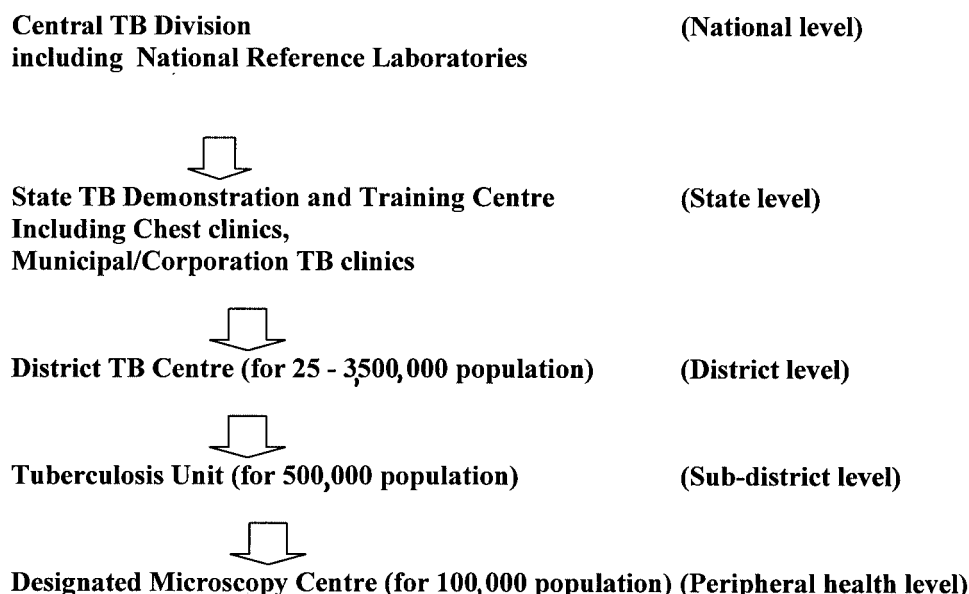 Central TB Division (National level)
including National Reference Laboratories
State TB Demonstration and Training Centre (State level)
Including Chest clinics,
Municipal/Corporation TB clinics
District TB Centre (for 25 - 3,500,000 population) (District level)
Tuberculosis Unit (for 500,000 population) (Sub-district level)
Designated Microscopy Centre (for 100,000 population) (Peripheral health level)